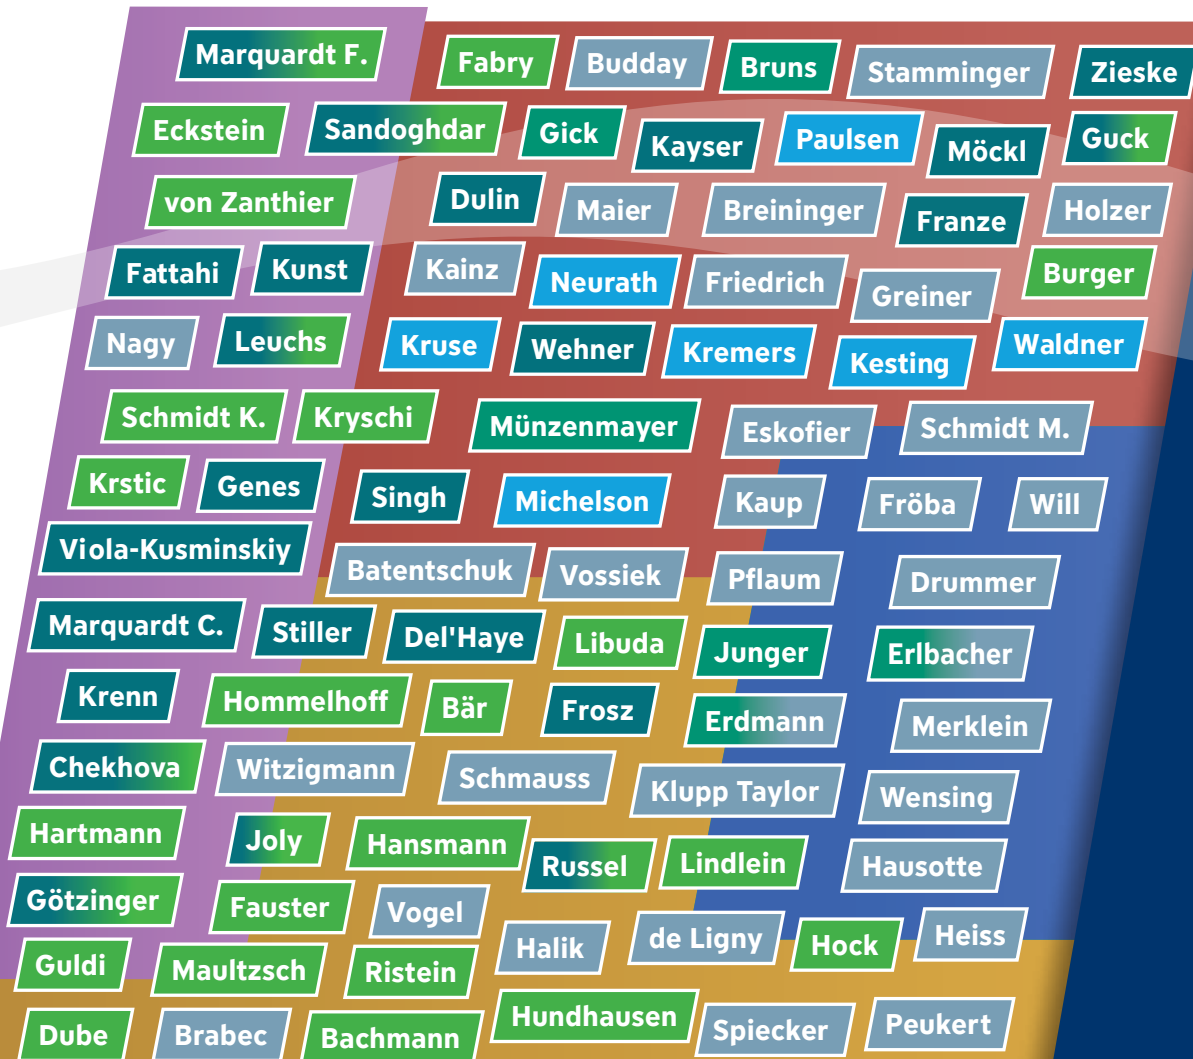 Marquardt F.
Fabry
Budday
Bruns
Stamminger
Zieske
Eckstein
Sandoghdar
Gick
Kayser
Paulsen
Möckl
Guck
von Zanthier
Dulin
Maier
Breininger
Franze
Holzer
Fattahi
Kunst
Kainz
Neurath
Friedrich
Greiner
Burger
Nagy
Leuchs
Kruse
Wehner
Kremers
Kesting
Waldner
Schmidt K.
Kryschi
Münzenmayer
Eskofier
Schmidt M.
Krstic
Genes
Singh
Michelson
Kaup
Fröba
Will
Viola-Kusminskiy
Batentschuk
Vossiek
Pflaum
Drummer
Marquardt C.
Stiller
Del'Haye
Libuda
Junger
Erlbacher
Krenn
Hommelhoff
Bär
Frosz
Erdmann
Merklein
Chekhova
Witzigmann
Schmauss
Klupp Taylor
Wensing
Hartmann
Joly
Hansmann
Russel
Lindlein
Hausotte
Götzinger
Fauster
Vogel
Halik
de Ligny
Hock
Heiss
Guldi
Maultzsch
Ristein
Dube
Brabec
Bachmann
Hundhausen
Spiecker
Peukert